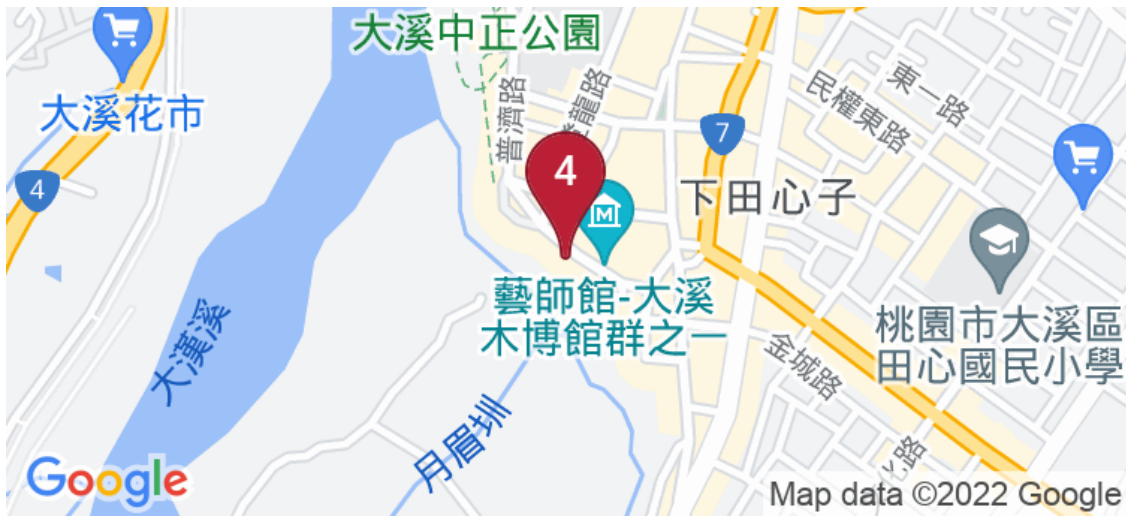 大溪中正公園
大溪花市
4
普濟路
龍路
4
7
民權東路
東一路
下田心子
M
藝師館-大溪
木博館群之一
桃園市大溪區
田心國民小學
大漢溪
月眉圳
金城路
化路
Google
Map data ©2022 Google